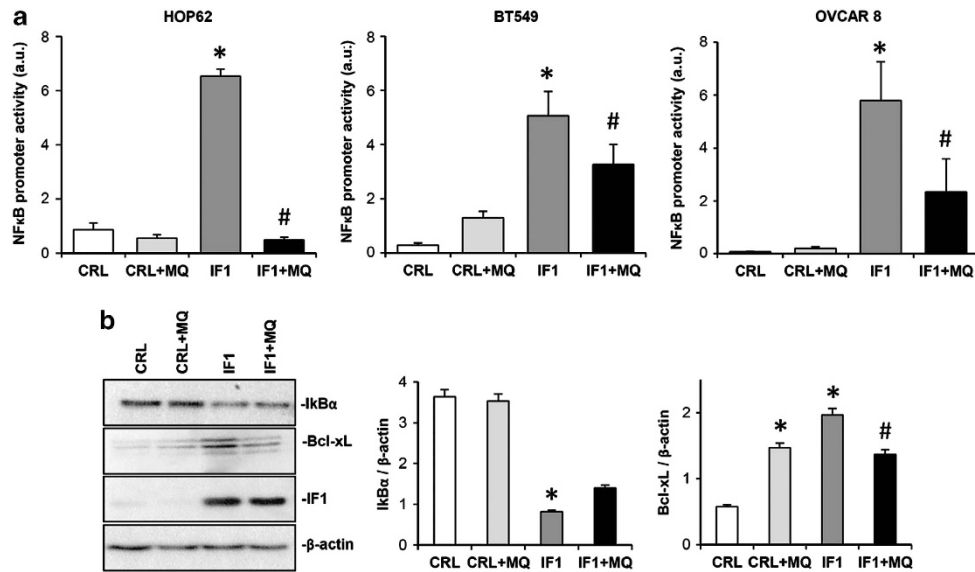 a
HOP62
NFκB promoter activity (a.u.)
8
6
4
2
0
*
#
CRL CRL+MQ IF1 IF1+MQ
BT549
NFκB promoter activity (a.u.)
8
6
4
2
0
*
#
CRL CRL+MQ IF1 IF1+MQ
OVCAR 8
NFκB promoter activity (a.u.)
8
6
4
2
0
*
#
CRL CRL+MQ IF1 IF1+MQ
b
CRL CRL+MQ IF1 IF1+MQ
-IkBα
-Bcl-xL
-IF1
-β-actin
IkBα / β-actin
4
3
2
1
0
*
CRL CRL+MQ IF1 IF1+MQ
Bcl-xL / β-actin
2
1
0
*
*
#
CRL CRL+MQ IF1 IF1+MQ